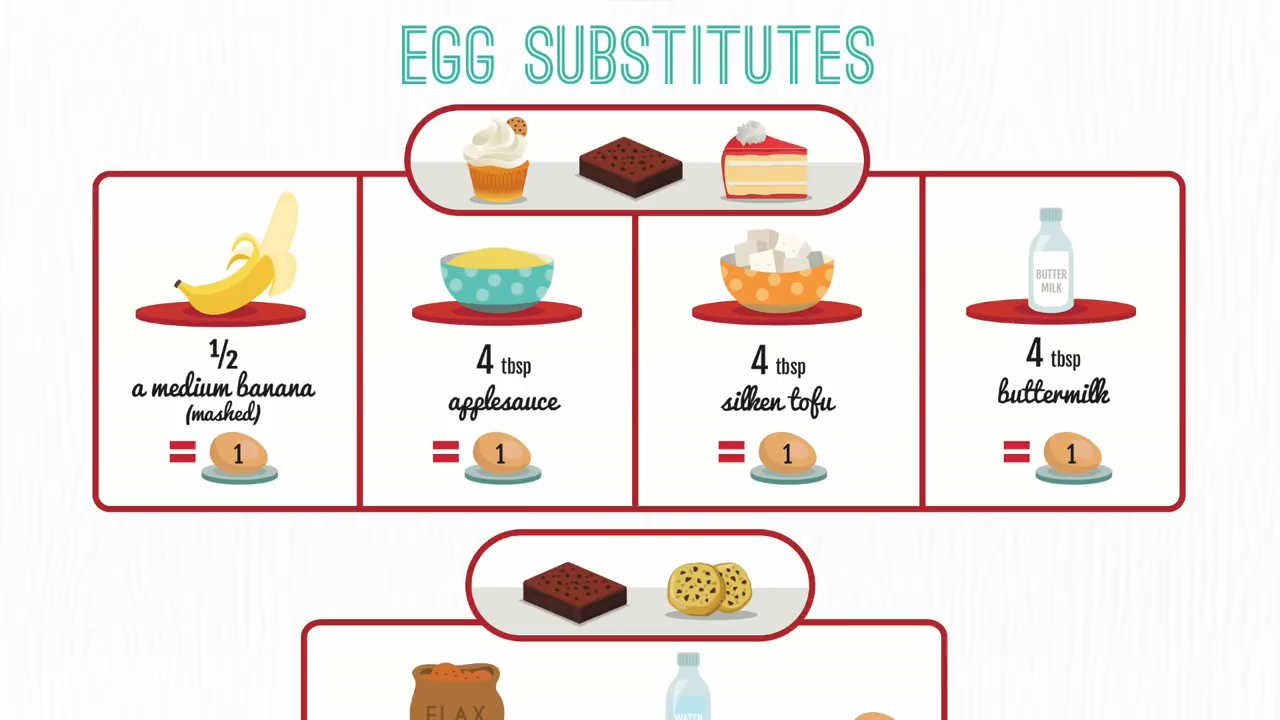 EGG SUBSTITUTES
1/2
a medium banana
(mashed)
= 1
4 tbsp
applesauce
= 1
4 tbsp
silken tofu
= 1
BUTTER
MILK
4 tbsp
buttermilk
= 1
FLAX
WATER